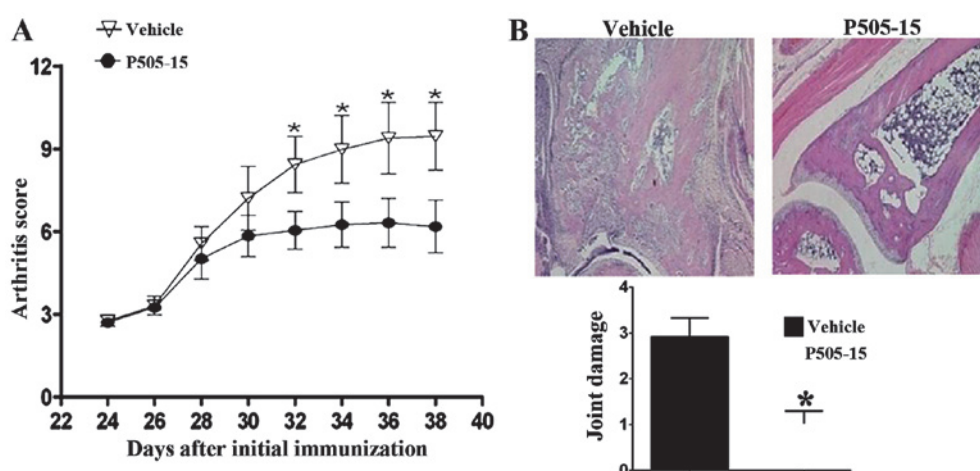 A
Vehicle
P505-15
12
9
6
3
0
Arthritis score
* * * *
22 24 26 28 30 32 34 36 38 40
Days after initial immunization
B
Vehicle P505-15
4
3
2
1
0
Joint damage
Vehicle
P505-15
*